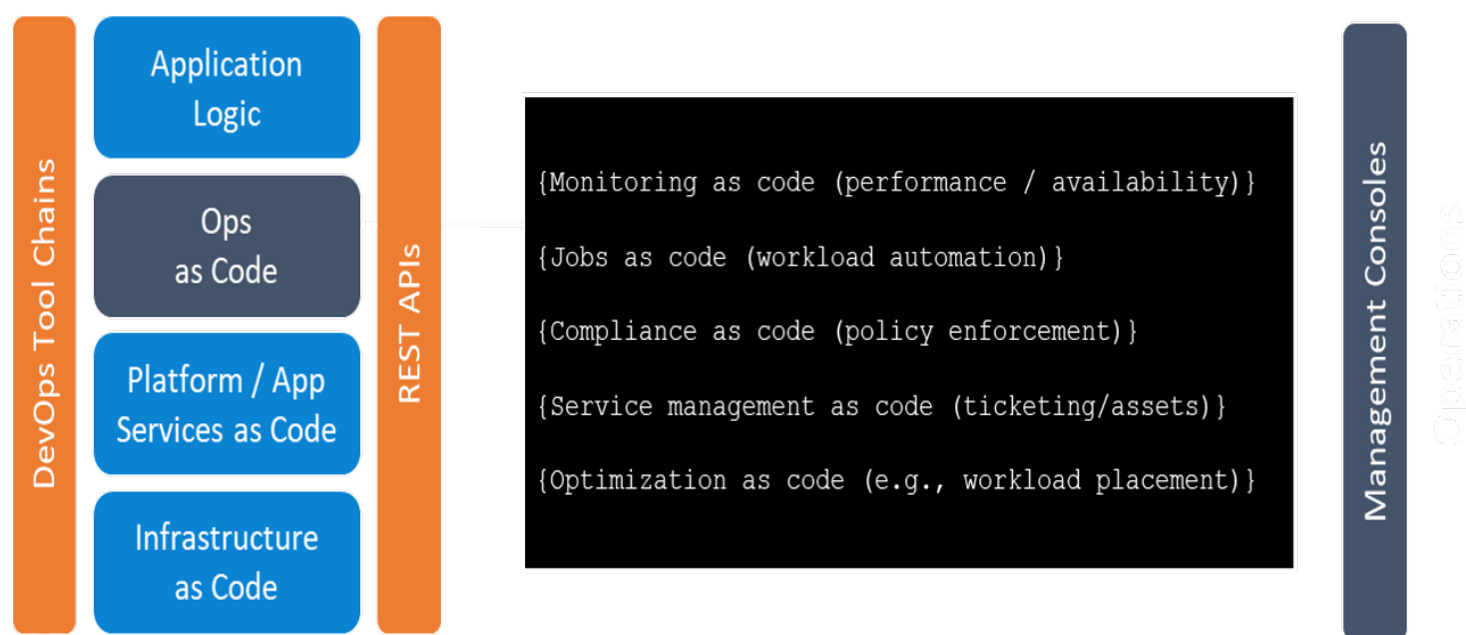 DevOps Tool Chains
Application
Logic
Ops
as Code
Platform / App
Services as Code
Infrastructure
as Code
REST APIs
{Monitoring as code (performance / availability)}
{Jobs as code (workload automation)}
{Compliance as code (policy enforcement)}
{Service management as code (ticketing/assets)}
{Optimization as code (e.g., workload placement)}
Management Consoles
Operations